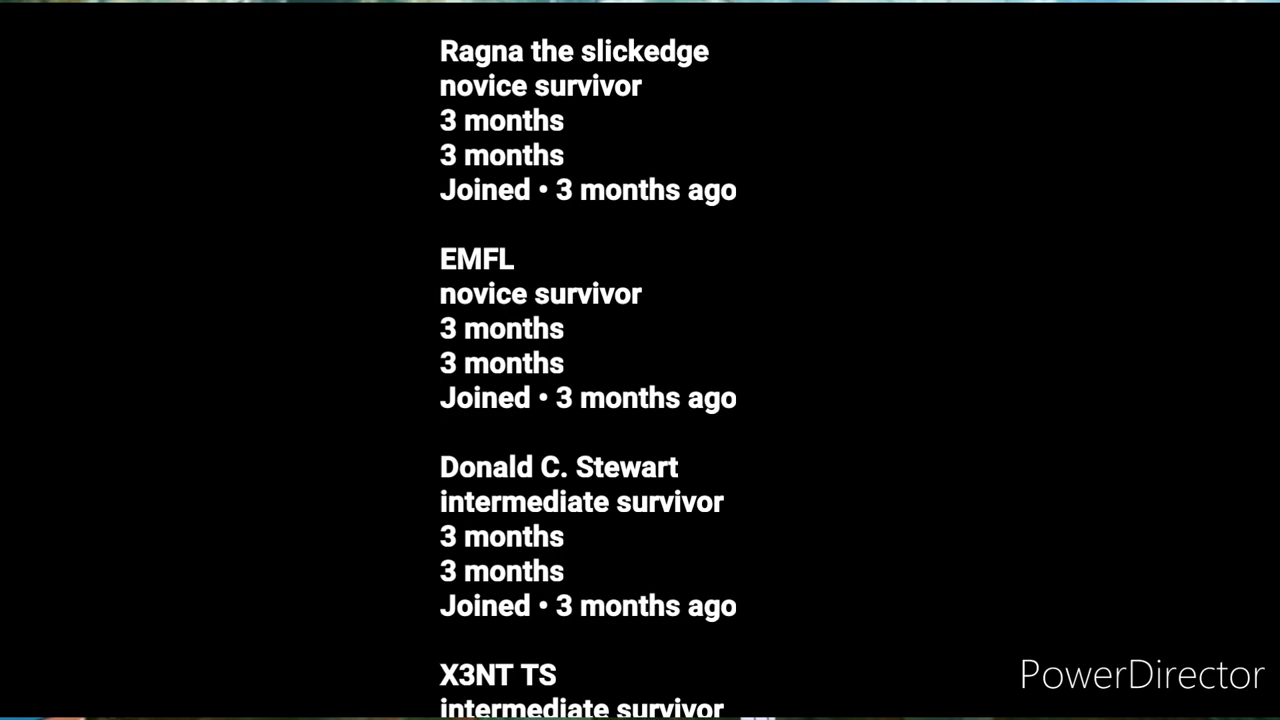 Ragna the slickedge
novice survivor
3 months
3 months
Joined • 3 months ago
EMFL
novice survivor
3 months
3 months
Joined • 3 months ago
Donald C. Stewart
intermediate survivor
3 months
3 months
Joined • 3 months ago
X3NT TS
intermediate survivor
PowerDirector